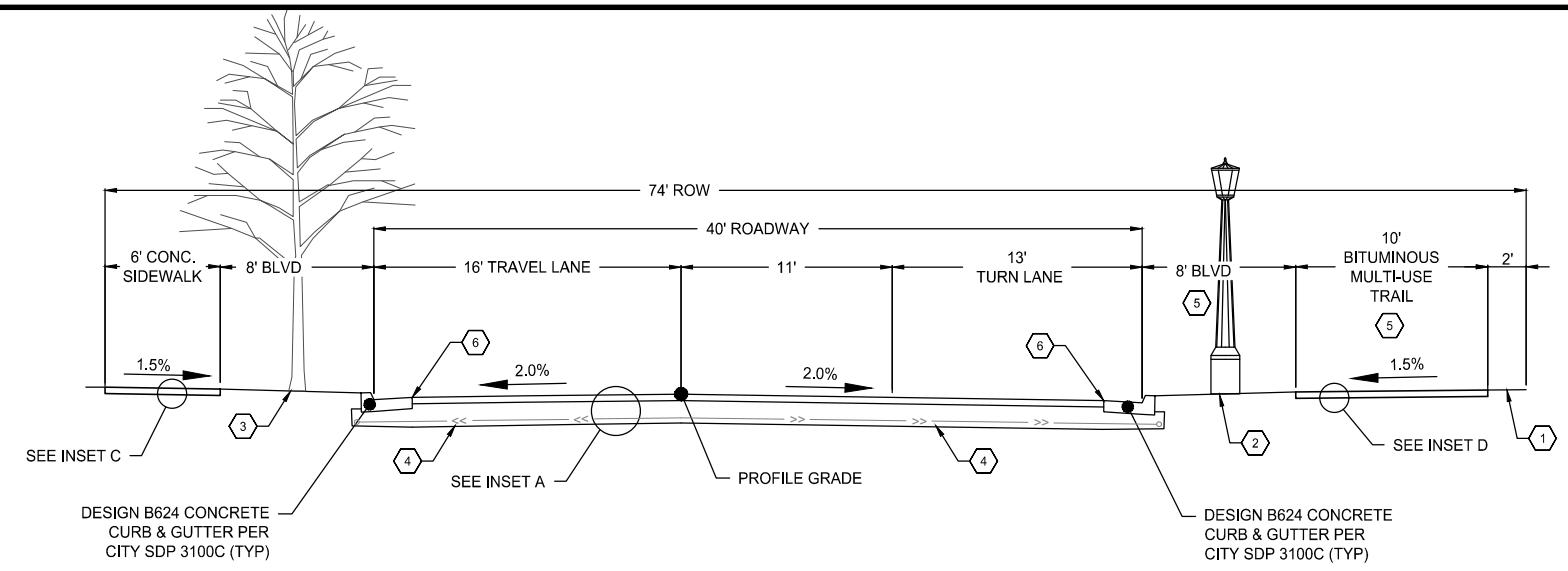 74' ROW
40' ROADWAY
6' CONC.
SIDEWALK
8' BLVD
16' TRAVEL LANE
11'
13'
TURN LANE
8' BLVD
5
10'
BITUMINOUS
MULTI-USE
TRAIL
5
2'
1.5%
2.0%
6
2.0%
6
1.5%
<<
<<
>>
>>
3
SEE INSET C
4
SEE INSET A
PROFILE GRADE
4
2
SEE INSET D
1
DESIGN B624 CONCRETE
CURB & GUTTER PER
CITY SDP 3100C (TYP)
DESIGN B624 CONCRETE
CURB & GUTTER PER
CITY SDP 3100C (TYP)